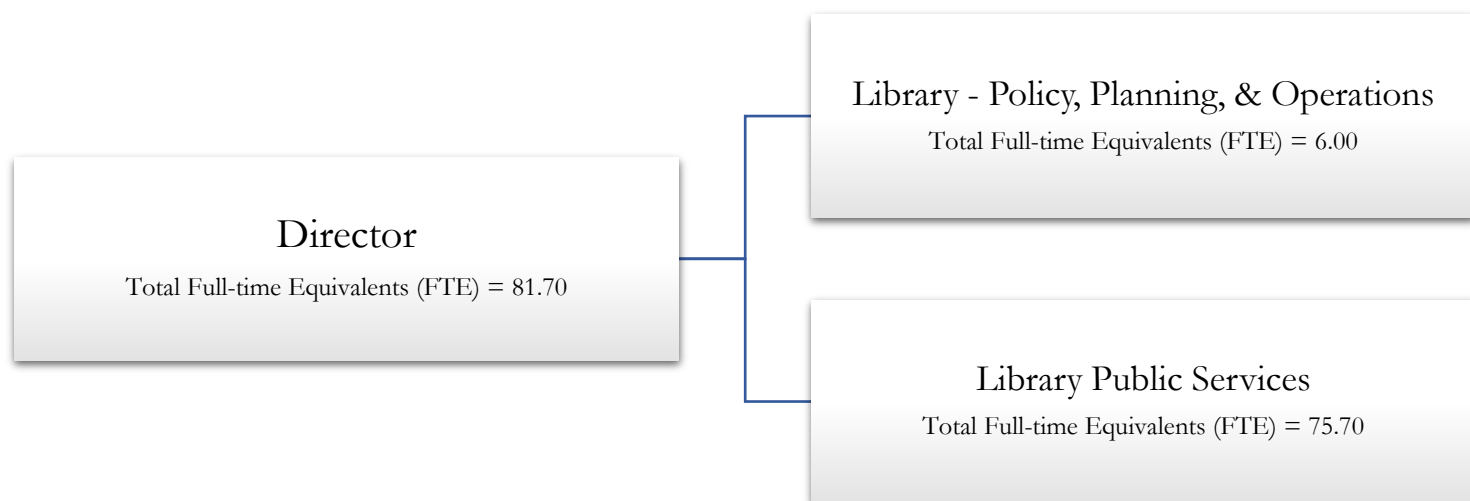 Library - Policy, Planning, & Operations
Total Full-time Equivalents (FTE) = 6.00
Director
Total Full-time Equivalents (FTE) = 81.70
Library Public Services
Total Full-time Equivalents (FTE) = 75.70